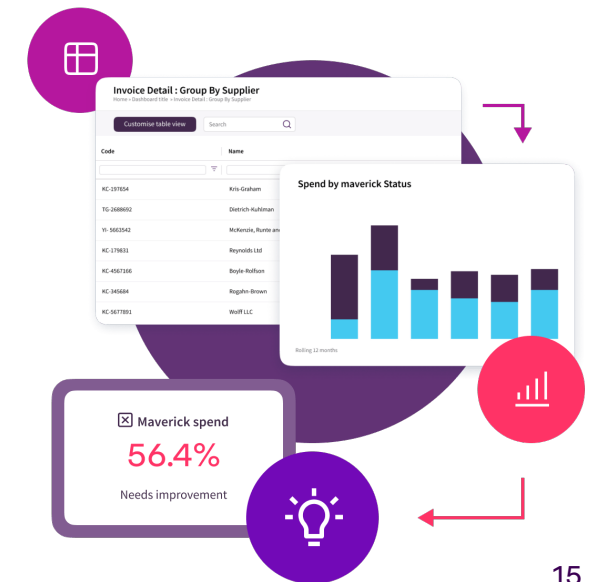 Invoice Detail : Group By Supplier
Home » Dashboard title » Invoice Detail : Group By Supplier
Customise table view
Search
Code Name
KC-197654 Kris-Graham
TG-2688692 Dietrich-Kuhlman
YI- 5663542 McKenzie, Runte an
KC-179831 Reynolds Ltd
KC-4567166 Boyle-Rolfson
KC-345684 Rogahn-Brown
KC-5677891 Wolff LLC
Spend by maverick Status
Rolling 12 months
Maverick spend
56.4%
Needs improvement
15